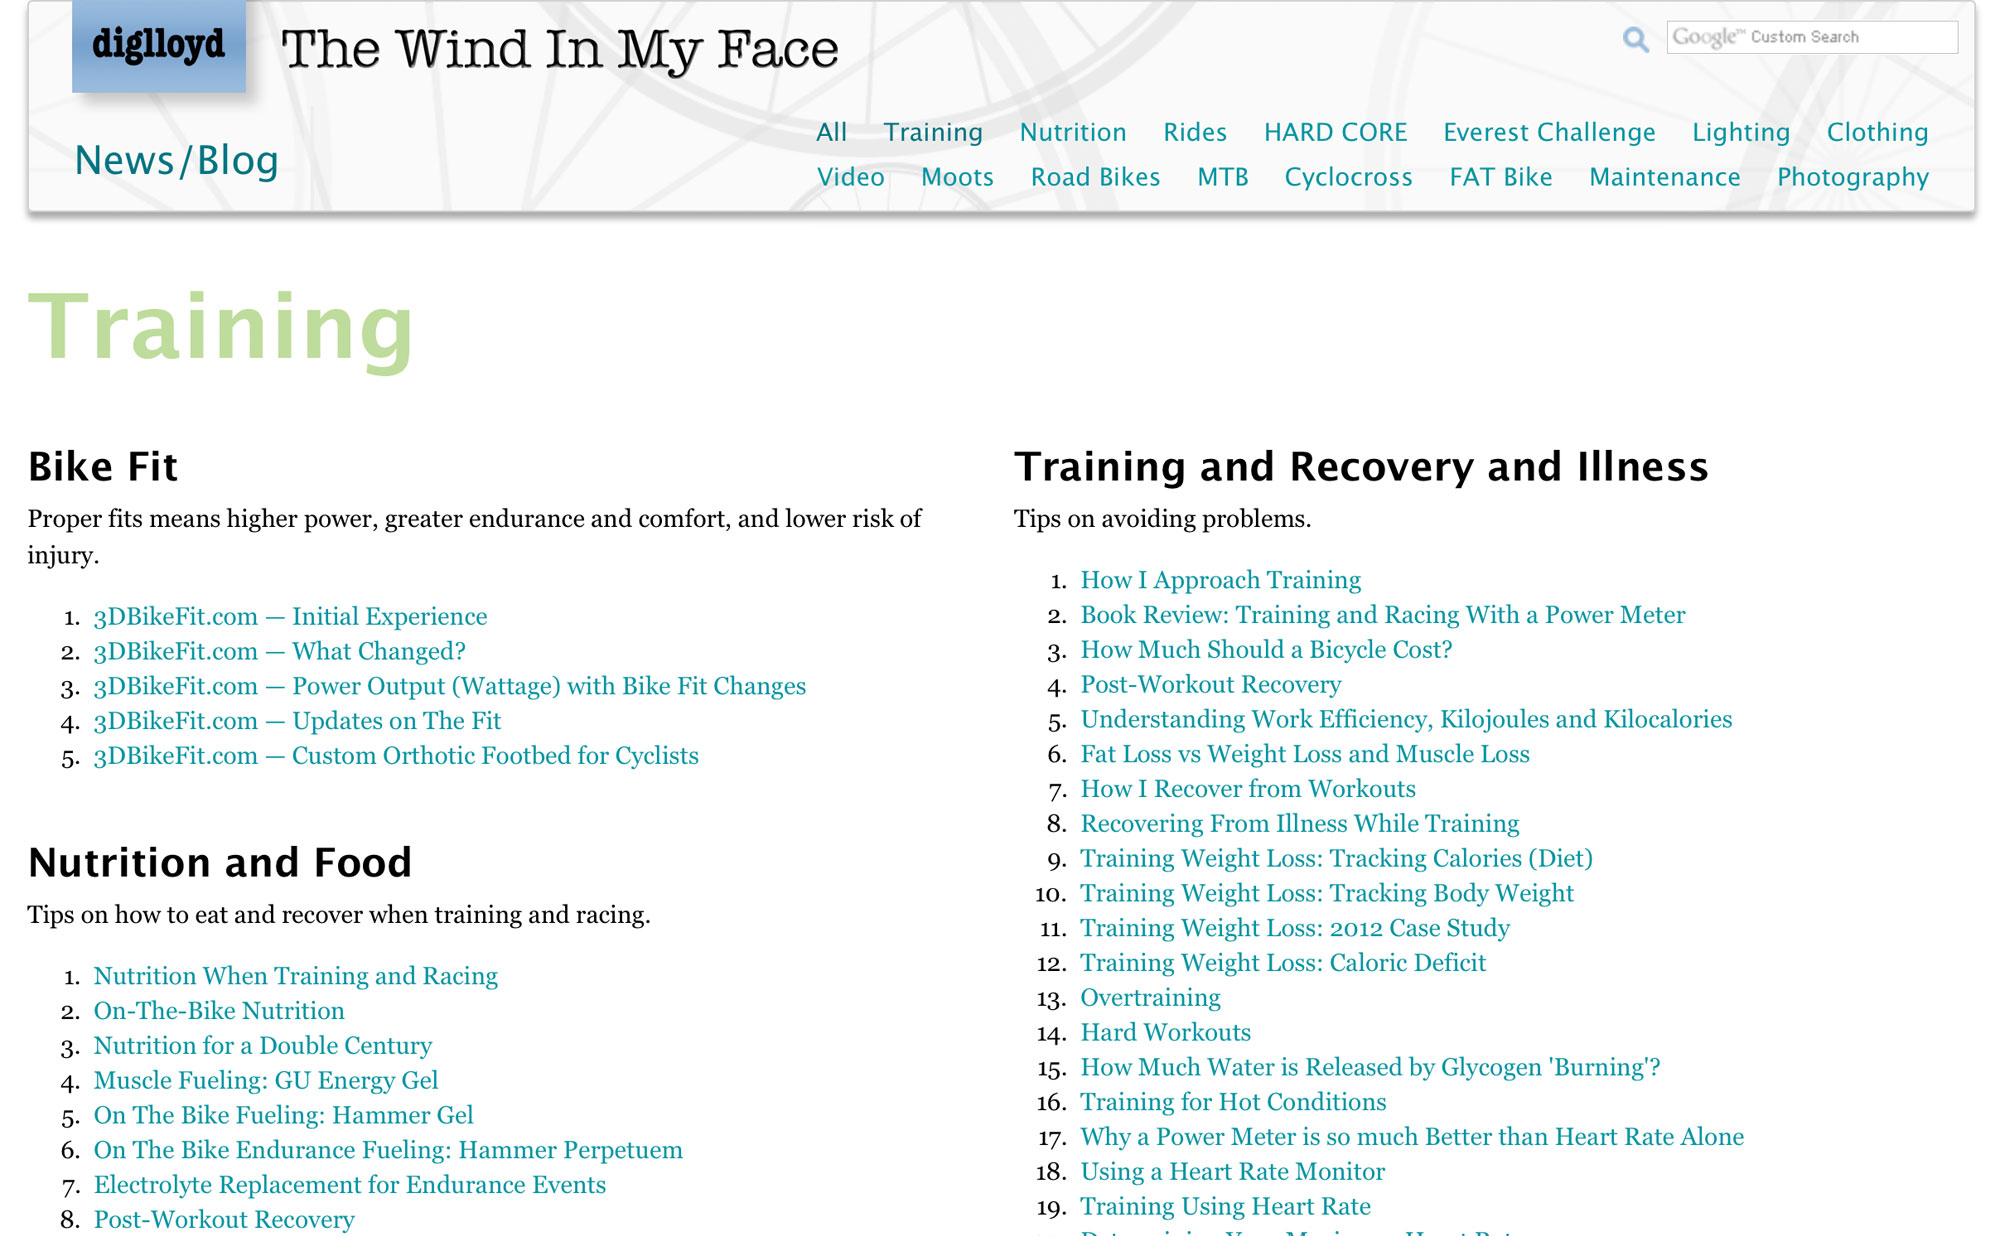 diglloyd
The Wind In My Face
Google™ Custom Search
News/Blog
All Training Nutrition Rides HARD CORE Everest Challenge Lighting Clothing
Video Moots Road Bikes MTB Cyclocross FAT Bike Maintenance Photography
Training
Bike Fit
Proper fits means higher power, greater endurance and comfort, and lower risk of
injury.
1. 3DBikeFit.com — Initial Experience
2. 3DBikeFit.com — What Changed?
3. 3DBikeFit.com — Power Output (Wattage) with Bike Fit Changes
4. 3DBikeFit.com — Updates on The Fit
5. 3DBikeFit.com — Custom Orthotic Footbed for Cyclists
Nutrition and Food
Tips on how to eat and recover when training and racing.
1. Nutrition When Training and Racing
2. On-The-Bike Nutrition
3. Nutrition for a Double Century
4. Muscle Fueling: GU Energy Gel
5. On The Bike Fueling: Hammer Gel
6. On The Bike Endurance Fueling: Hammer Perpetuem
7. Electrolyte Replacement for Endurance Events
8. Post-Workout Recovery
Training and Recovery and Illness
Tips on avoiding problems.
1. How I Approach Training
2. Book Review: Training and Racing With a Power Meter
3. How Much Should a Bicycle Cost?
4. Post-Workout Recovery
5. Understanding Work Efficiency, Kilojoules and Kilocalories
6. Fat Loss vs Weight Loss and Muscle Loss
7. How I Recover from Workouts
8. Recovering From Illness While Training
9. Training Weight Loss: Tracking Calories (Diet)
10. Training Weight Loss: Tracking Body Weight
11. Training Weight Loss: 2012 Case Study
12. Training Weight Loss: Caloric Deficit
13. Overtraining
14. Hard Workouts
15. How Much Water is Released by Glycogen 'Burning'?
16. Training for Hot Conditions
17. Why a Power Meter is so much Better than Heart Rate Alone
18. Using a Heart Rate Monitor
19. Training Using Heart Rate